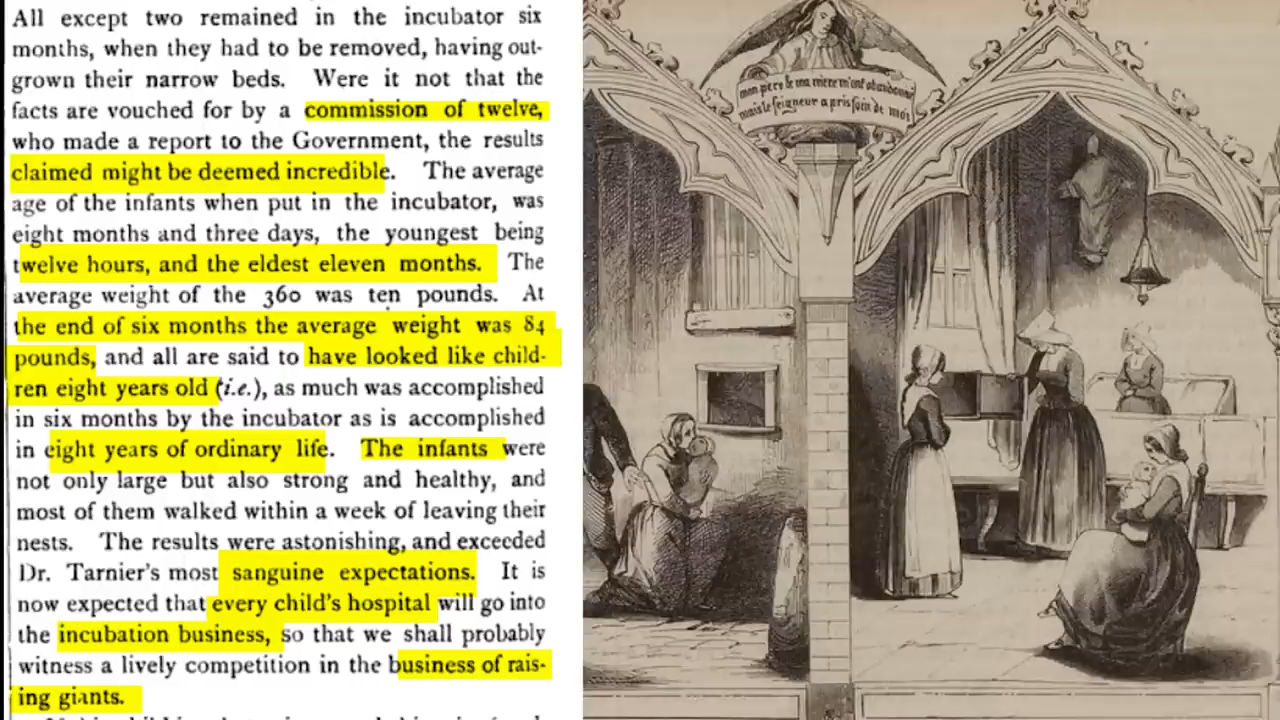 All except two remained in the incubator six
months, when they had to be removed, having out-
grown their narrow beds. Were it not that the
facts are vouched for by a commission of twelve,
who made a report to the Government, the results
claimed might be deemed incredible. The average
age of the infants when put in the incubator, was
eight months and three days, the youngest being
twelve hours, and the eldest eleven months. The
average weight of the 360 was ten pounds. At
the end of six months the average weight was 84
pounds, and all are said to have looked like child-
ren eight years old (i.e.), as much was accomplished
in six months by the incubator as is accomplished
in eight years of ordinary life. The infants were
not only large but also strong and healthy, and
most of them walked within a week of leaving their
nests. The results were astonishing, and exceeded
Dr. Tarnier's most sanguine expectations. It is
now expected that every child's hospital will go into
the incubation business, so that we shall probably
witness a lively competition in the business of rais-
ing giants.
mon pere & ma mere m'ont abandonné
mais le seigneur a pris soin de moi